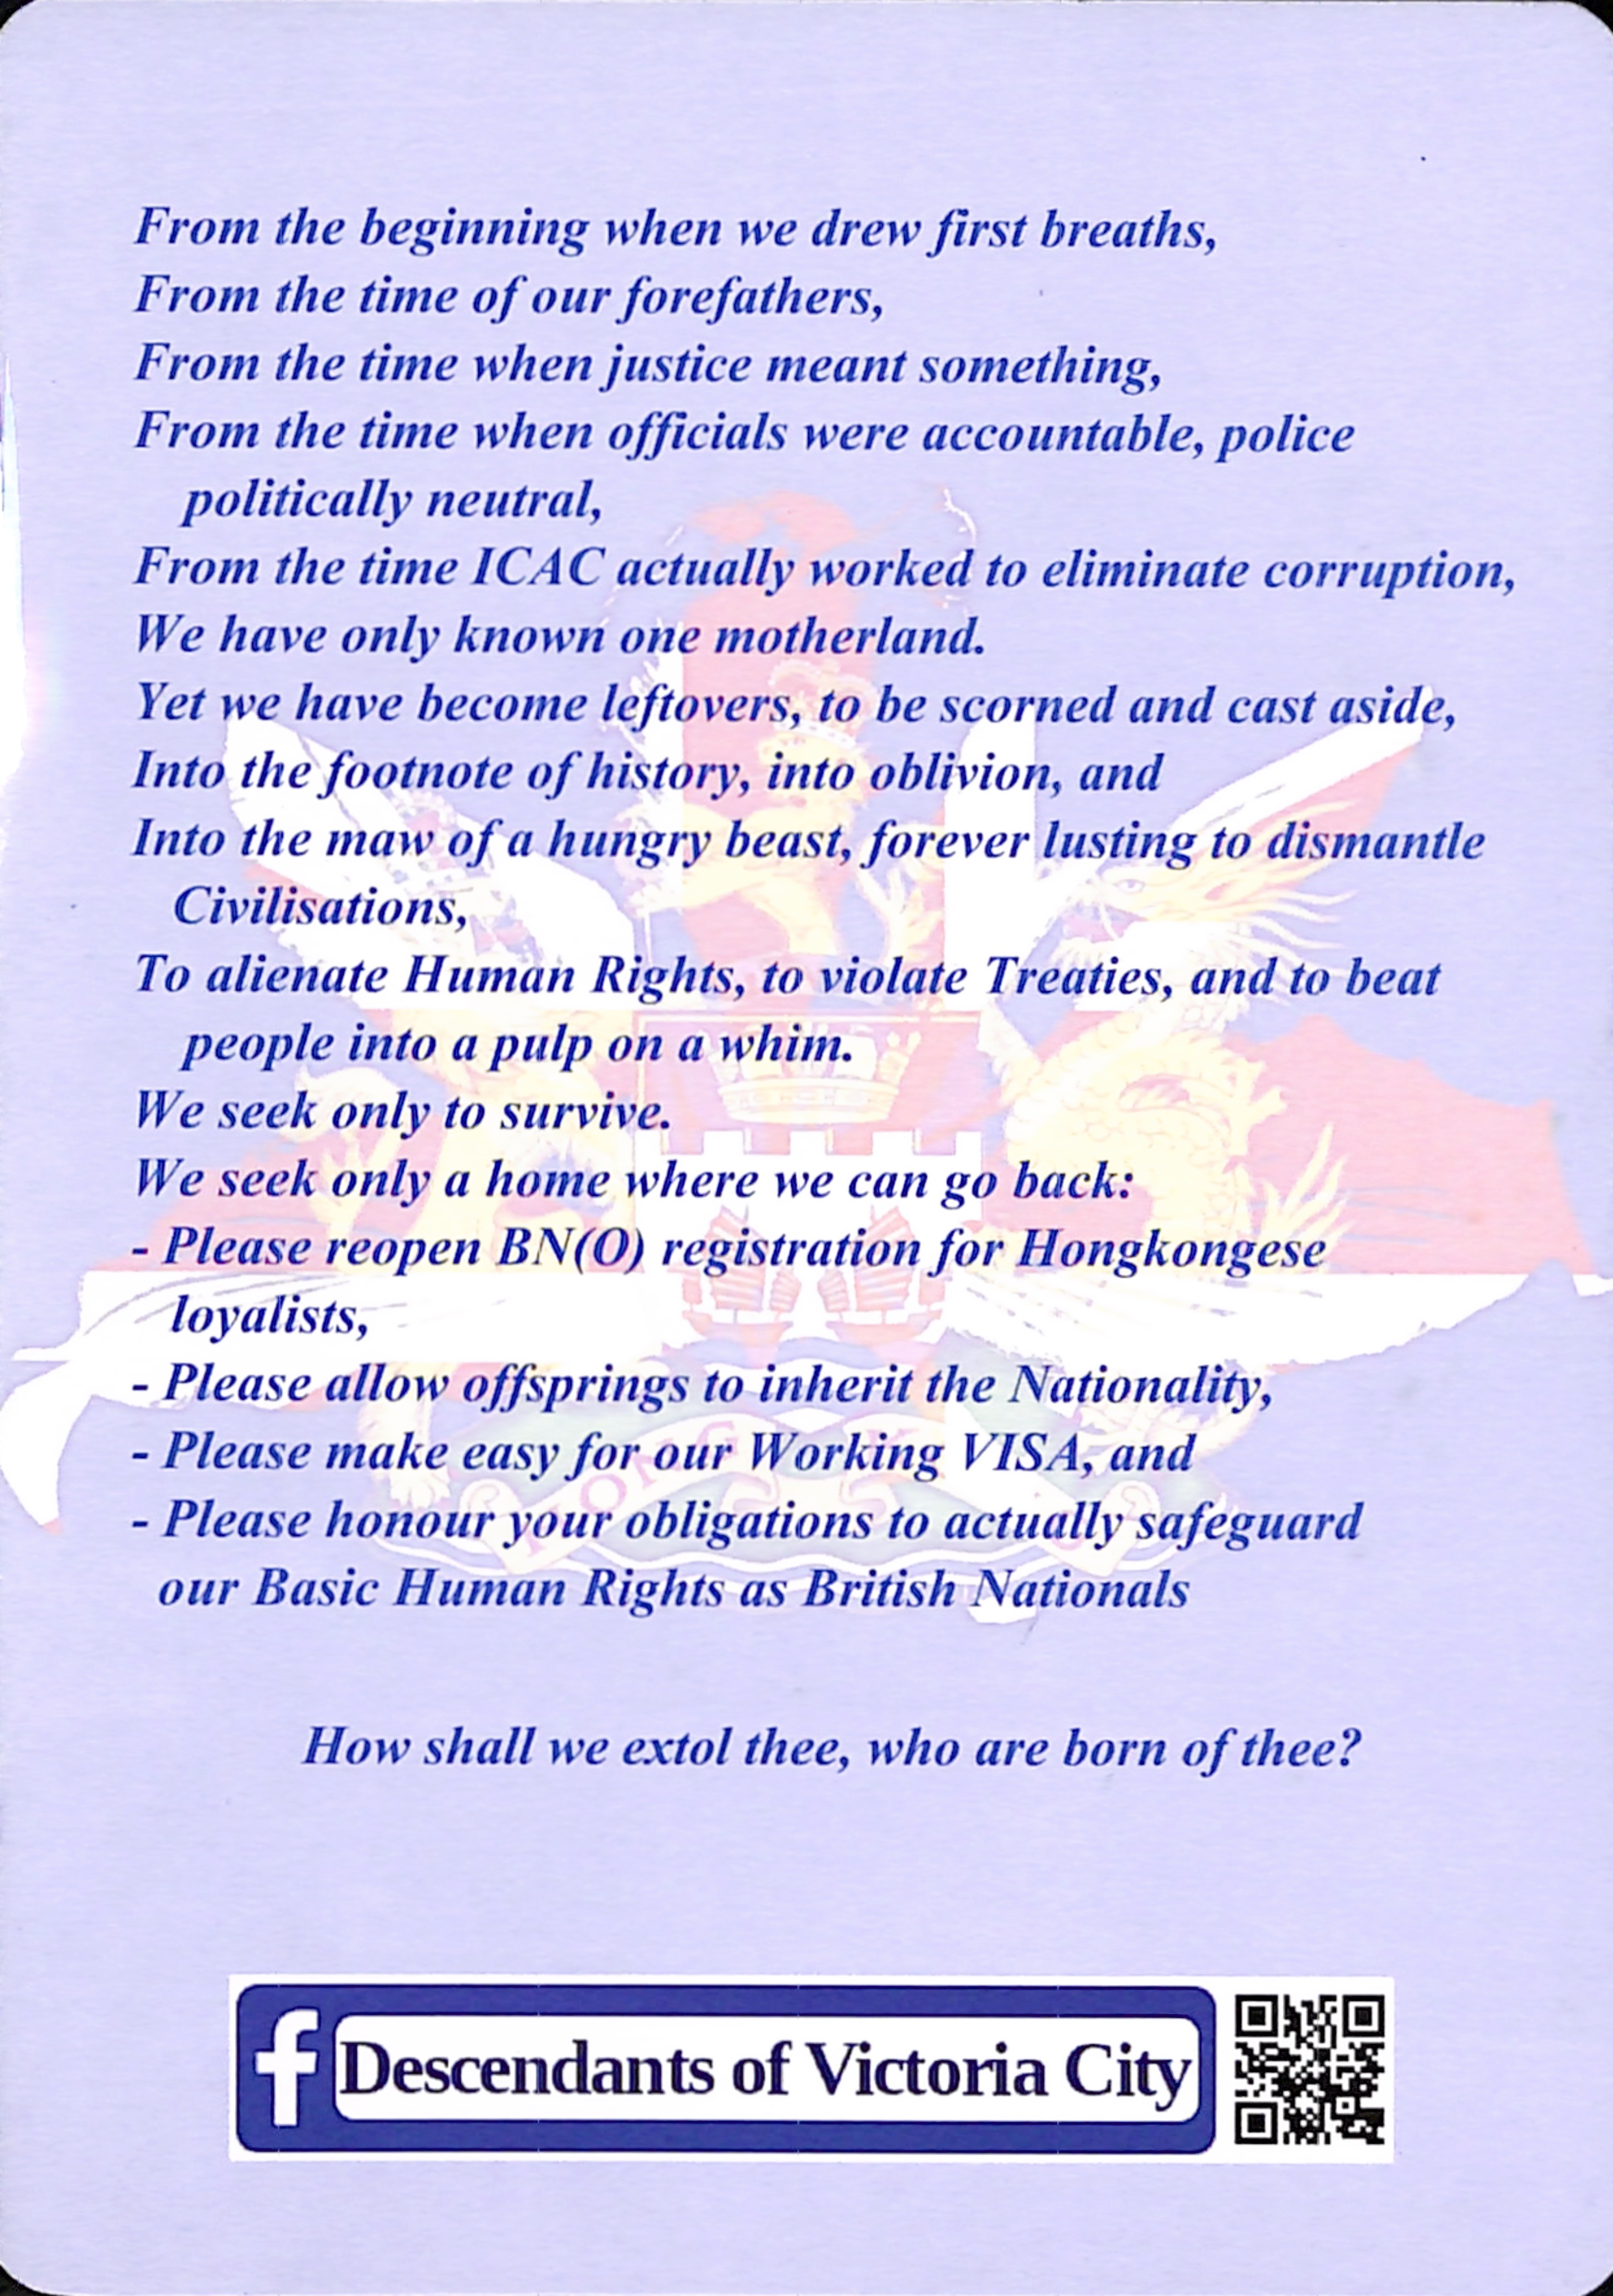 From the beginning when we drew first breaths,
From the time of our forefathers,
From the time when justice meant something,
From the time when officials were accountable, police
politically neutral,
From the time ICAC actually worked to eliminate corruption,
We have only known one motherland.
Yet we have become leftovers, to be scorned and cast aside,
Into the footnote of history, into oblivion, and
Into the maw of a hungry beast, forever lusting to dismantle
Civilisations,
To alienate Human Rights, to violate Treaties, and to beat
people into a pulp on a whim.
We seek only to survive.
We seek only a home where we can go back:
- Please reopen BN(O) registration for Hongkongese
loyalists,
- Please allow offsprings to inherit the Nationality,
- Please make easy for our Working VISA, and
- Please honour your obligations to actually safeguard
our Basic Human Rights as British Nationals
How shall we extol thee, who are born of thee?
f Descendants of Victoria City